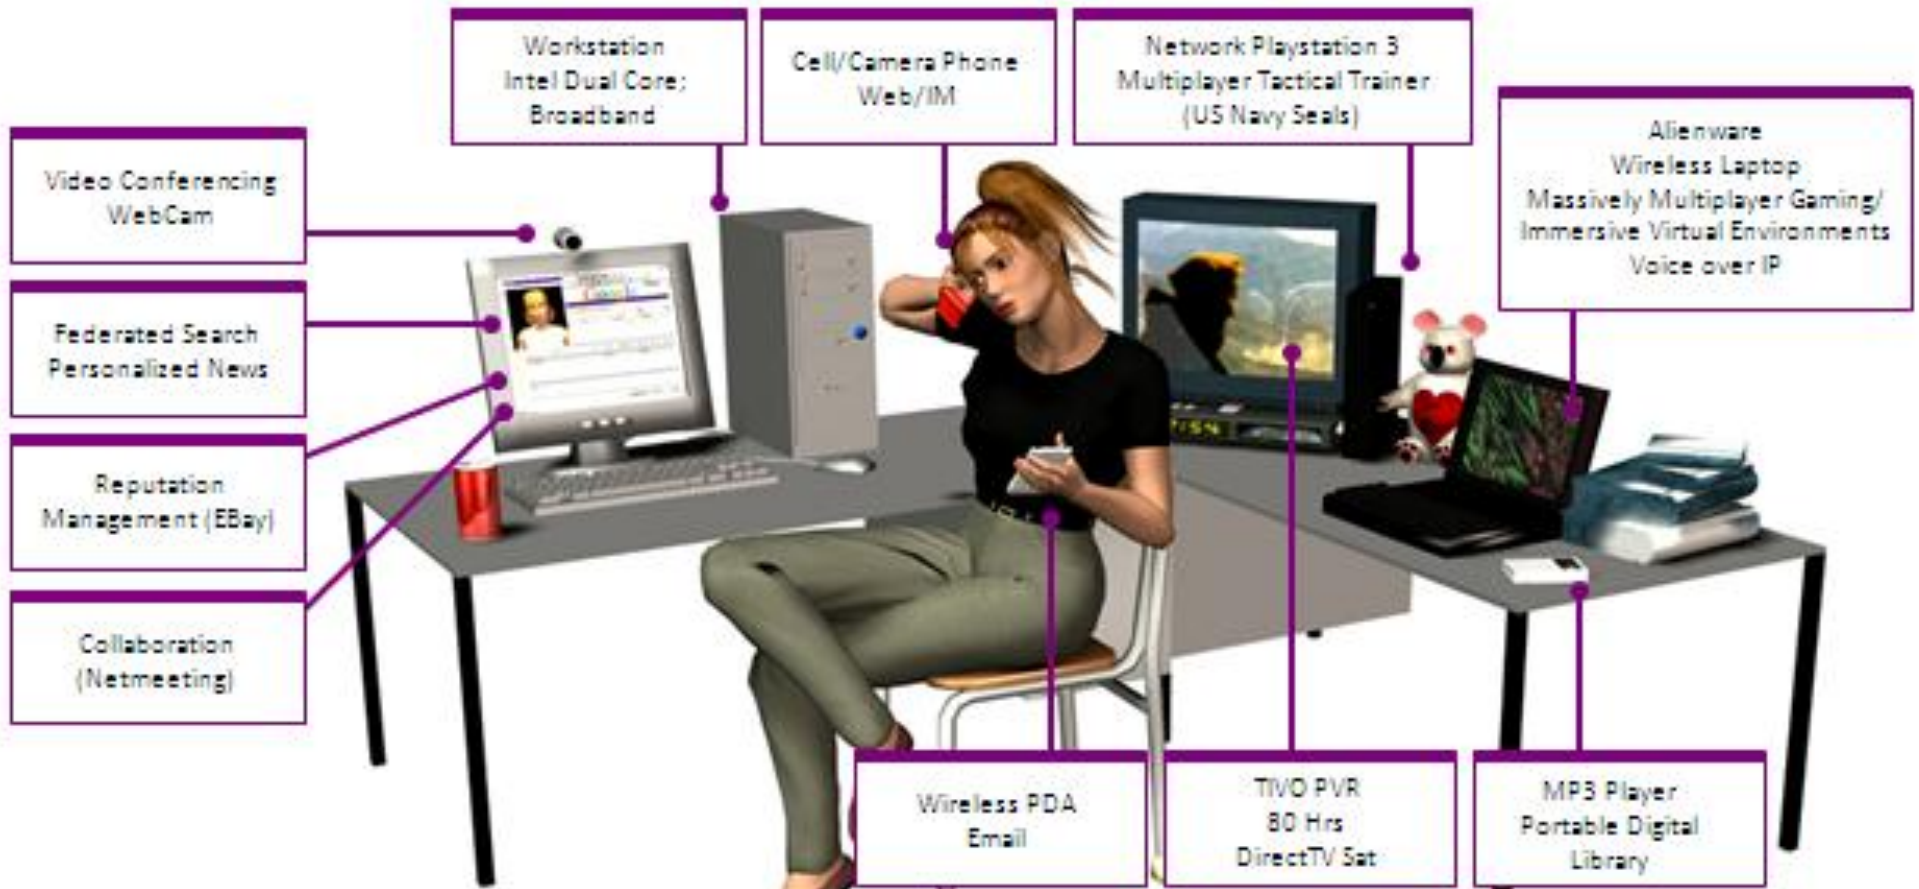 Workstation
Intel Dual Core;
Broadband
Cell/Camera Phone
Web/IM
Network Playstation 3
Multiplayer Tactical Trainer
(US Navy Seals)
Alienware
Wireless Laptop
Massively Multiplayer Gaming/
Immersive Virtual Environments
Voice over IP
Video Conferencing
WebCam
Federated Search
Personalized News
Reputation
Management (EBay)
Collaboration
(Netmeeting)
Wireless PDA
Email
TIVO PVR
80 Hrs
DirectTV Sat
MP3 Player
Portable Digital
Library